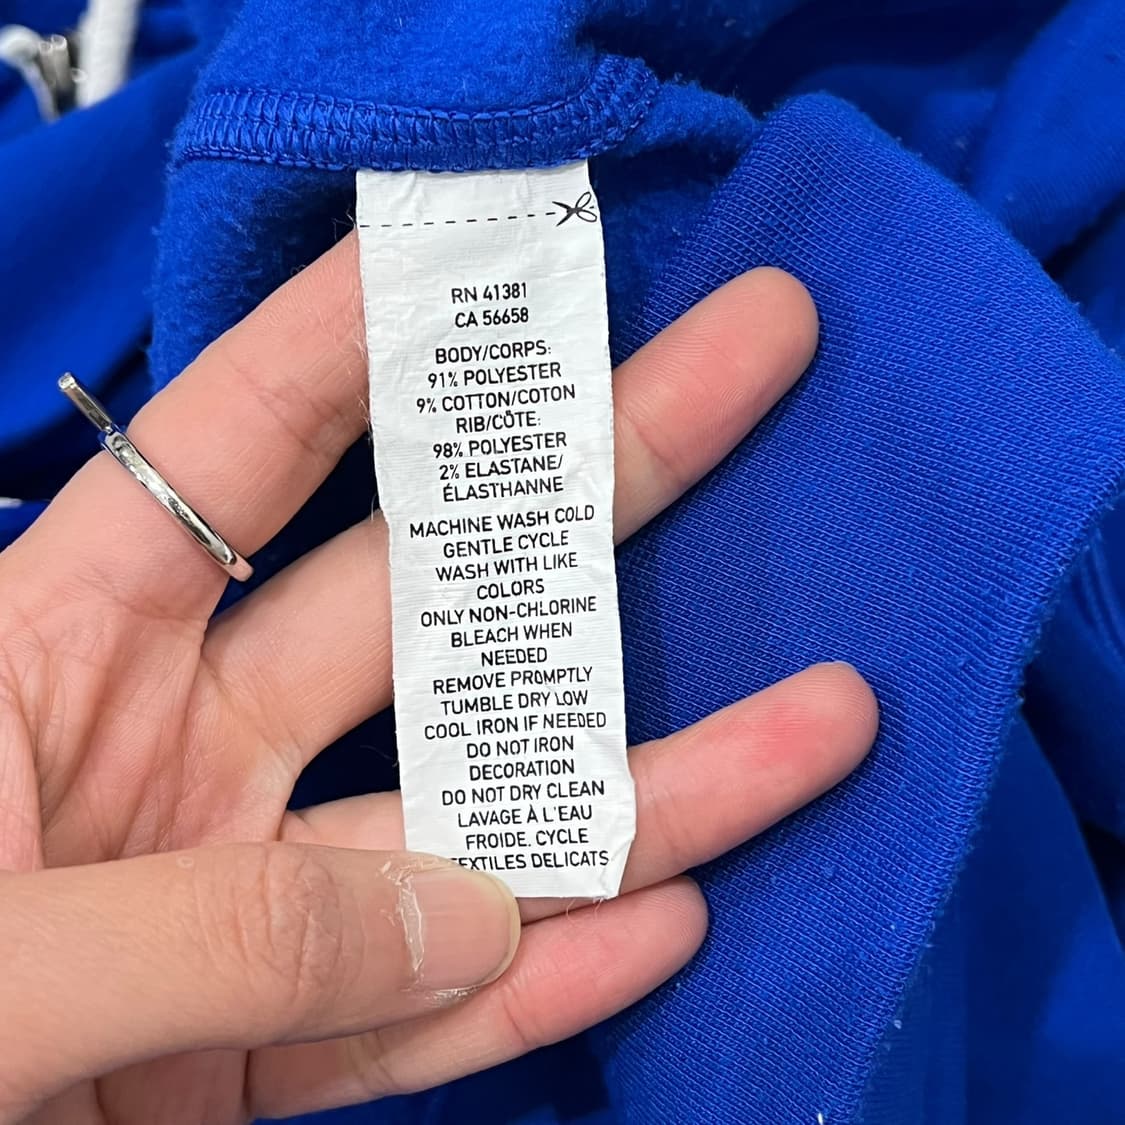 RN 41381
CA 56658
BODY/CORPS:
91% POLYESTER
9% COTTON/COTON
RIB/CÔTE:
98% POLYESTER
2% ELASTANE/
ÉLASTHANNE
MACHINE WASH COLD
GENTLE CYCLE
WASH WITH LIKE
COLORS
ONLY NON-CHLORINE
BLEACH WHEN
NEEDED
REMOVE PROMPTLY
TUMBLE DRY LOW
COOL IRON IF NEEDED
DO NOT IRON
DECORATION
DO NOT DRY CLEAN
LAVAGE À L'EAU
FROIDE. CYCLE
TEXTILES DELICATS